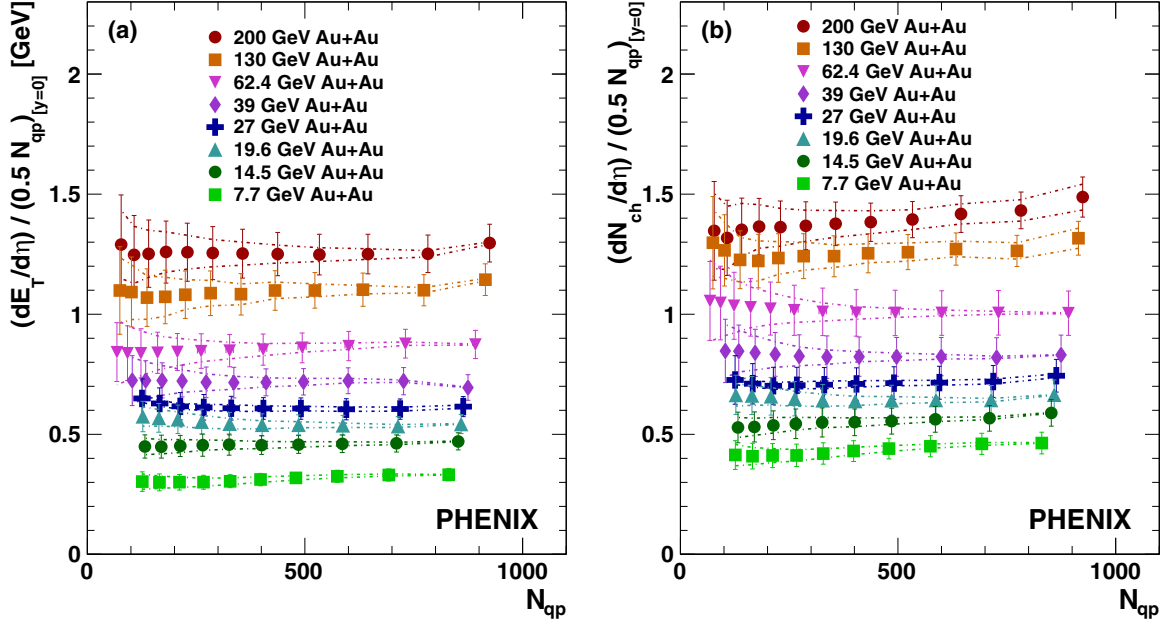 (a)
200 GeV Au+Au
130 GeV Au+Au
62.4 GeV Au+Au
39 GeV Au+Au
27 GeV Au+Au
19.6 GeV Au+Au
14.5 GeV Au+Au
7.7 GeV Au+Au
PHENIX
(dE_T/dη) / (0.5 N_qp)_[y=0] [GeV]
2
1.5
1
0.5
0
0
500
1000
N_qp
(b)
200 GeV Au+Au
130 GeV Au+Au
62.4 GeV Au+Au
39 GeV Au+Au
27 GeV Au+Au
19.6 GeV Au+Au
14.5 GeV Au+Au
7.7 GeV Au+Au
PHENIX
(dN_ch/dη) / (0.5 N_qp)_[y=0]
2
1.5
1
0.5
0
0
500
1000
N_qp